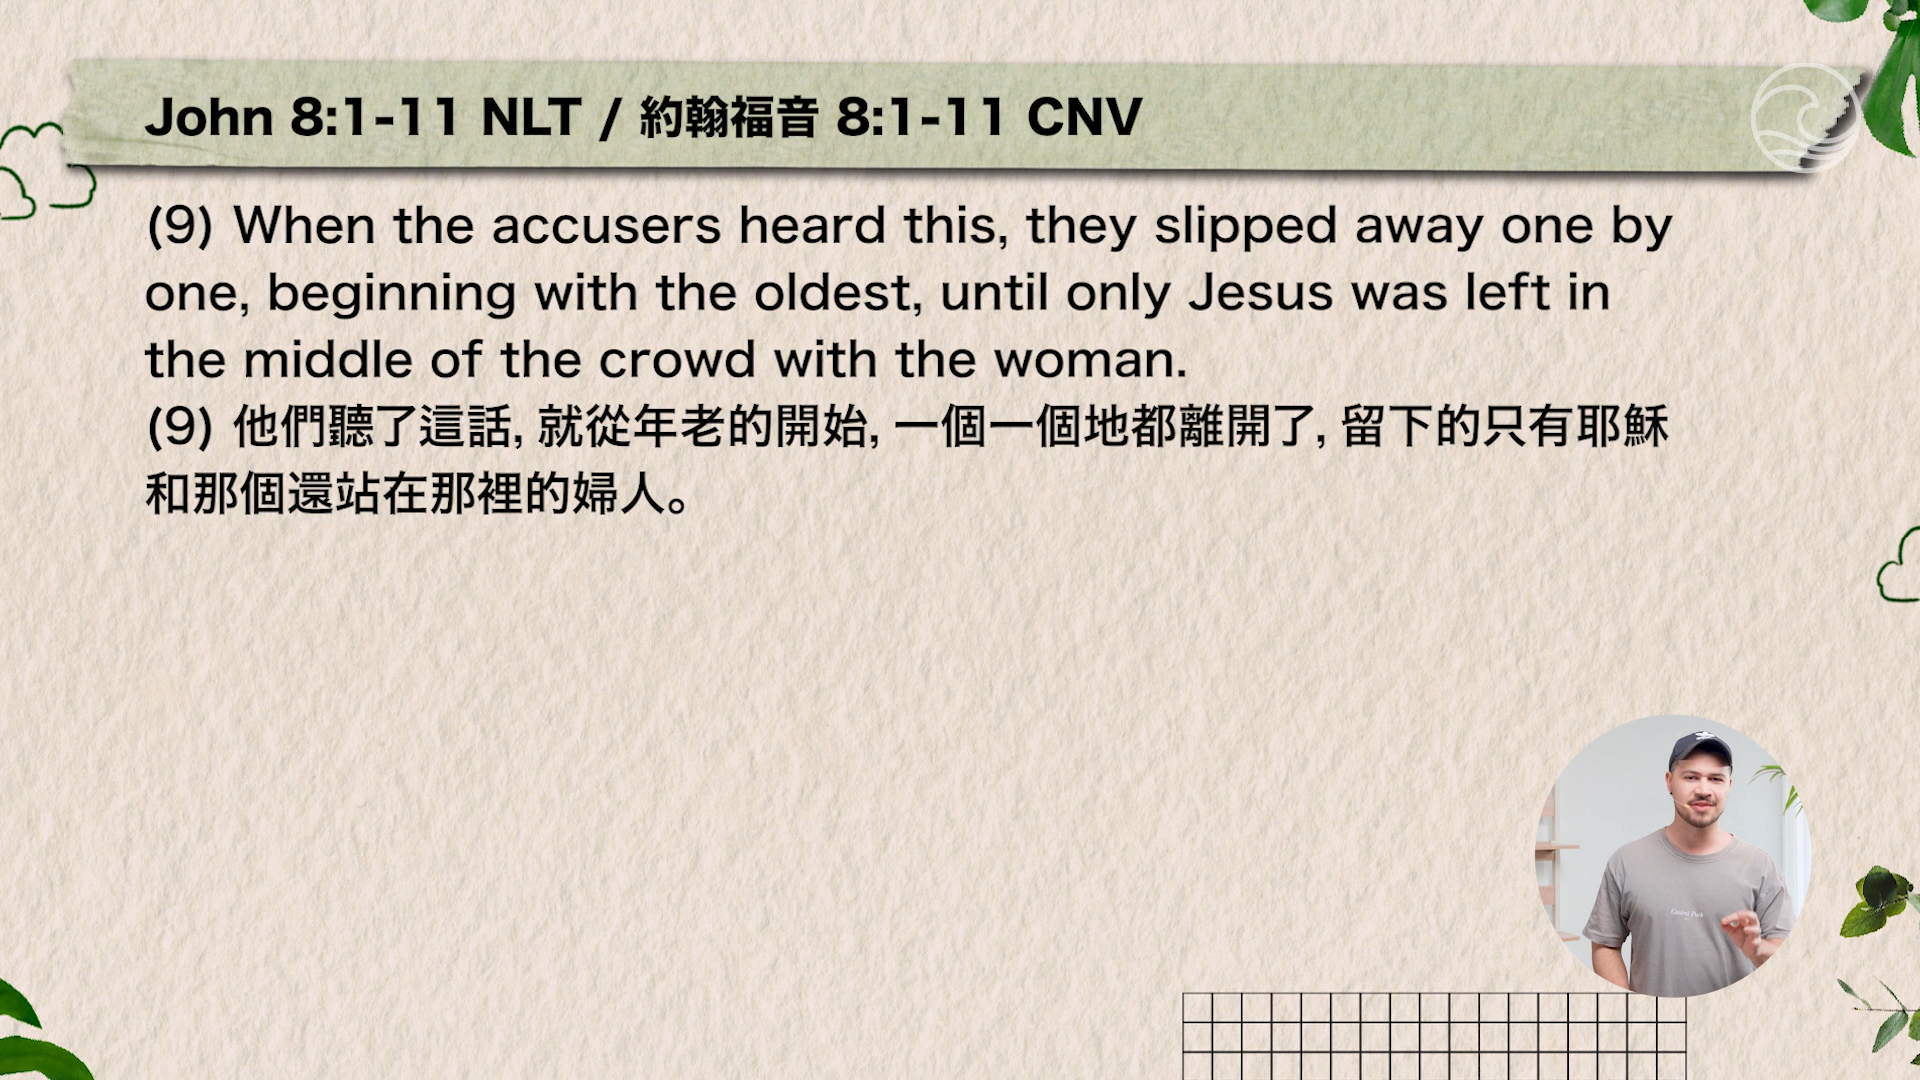 John 8:1-11 NLT / 約翰福音 8:1-11 CNV
(9) When the accusers heard this, they slipped away one by
one, beginning with the oldest, until only Jesus was left in
the middle of the crowd with the woman.
(9) 他們聽了這話, 就從年老的開始, 一個一個地都離開了, 留下的只有耶穌
和那個還站在那裡的婦人。
Central Park